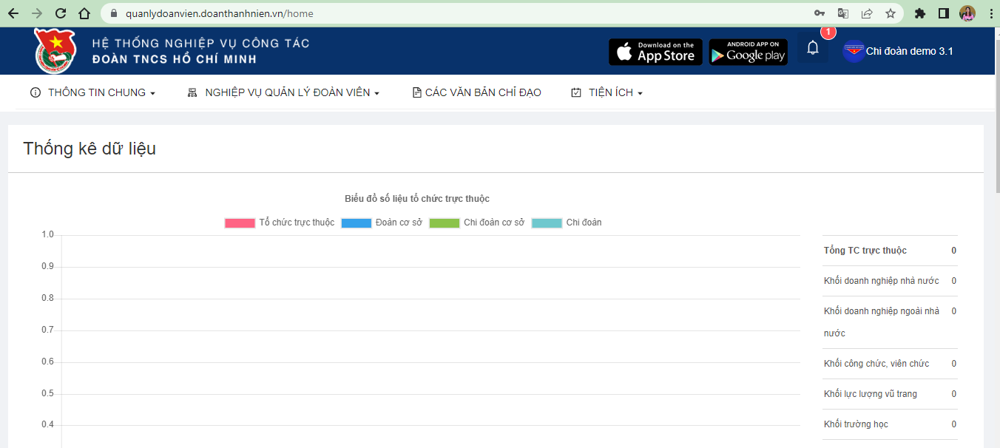 quanlydoanvien.doanthanhnien.vn/home
HỆ THỐNG NGHIỆP VỤ CÔNG TÁC
ĐOÀN TNCS HỒ CHÍ MINH
Download on the
App Store
ANDROID APP ON
Google play
1
Chi đoàn demo 3.1
THÔNG TIN CHUNG
NGHIỆP VỤ QUẢN LÝ ĐOÀN VIÊN
CÁC VĂN BẢN CHỈ ĐẠO
TIỆN ÍCH
Thống kê dữ liệu
Biểu đồ số liệu tổ chức trực thuộc
Tổ chức trực thuộc
Đoàn cơ sở
Chi đoàn cơ sở
Chi đoàn
1.0
0.9
0.8
0.7
0.6
0.5
0.4
Tổng TC trực thuộc 0
Khối doanh nghiệp nhà nước 0
Khối doanh nghiệp ngoài nhà 0
nước
Khối công chức, viên chức 0
Khối lực lượng vũ trang 0
Khối trường học 0